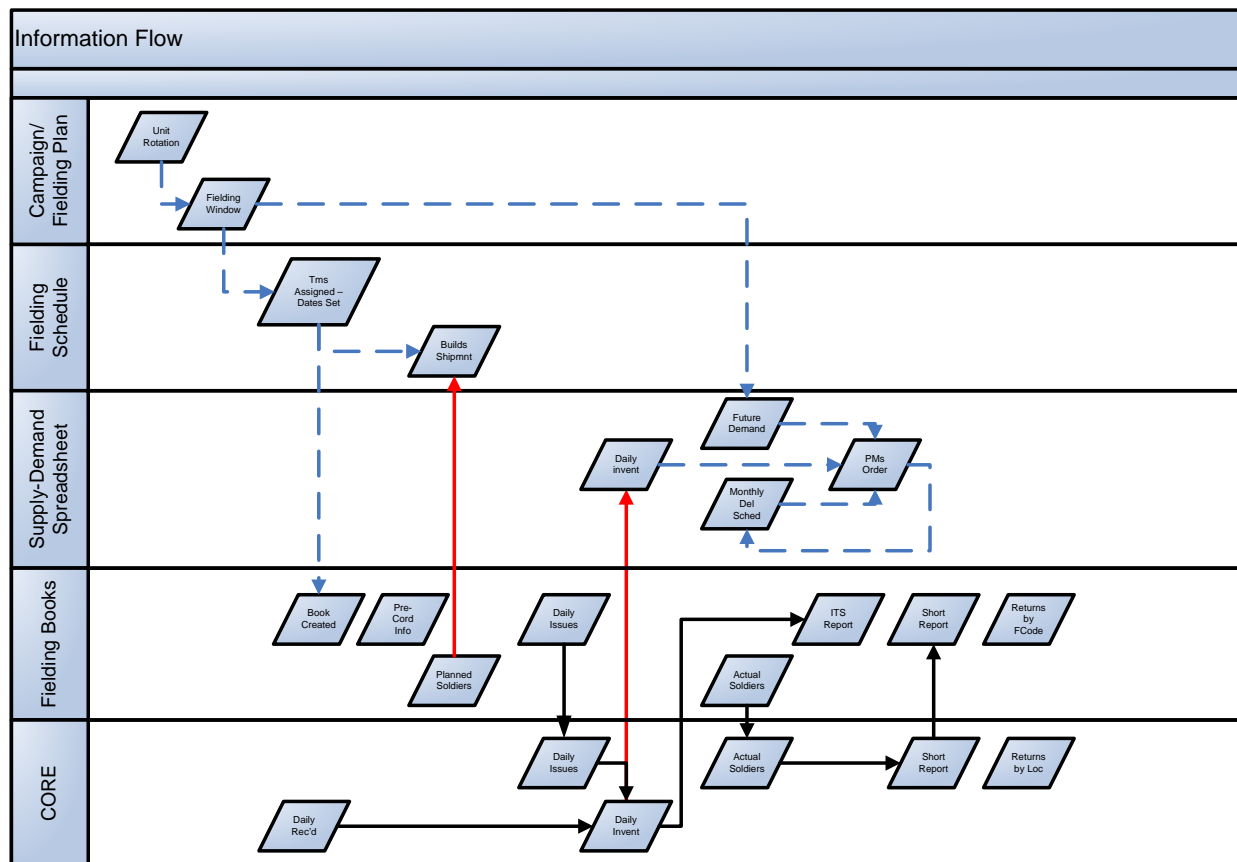 Information Flow
Campaign/
Fielding Plan
Unit
Rotation
Fielding
Window
Fielding
Schedule
Tms
Assigned –
Dates Set
Builds
Shipmnt
Supply-Demand
Spreadsheet
Future
Demand
Daily
invent
PMs
Order
Monthly
Del
Sched
Fielding Books
Book
Created
Pre-
Cord
Info
Daily
Issues
ITS
Report
Short
Report
Returns
by
FCode
Planned
Soldiers
Actual
Soldiers
CORE
Daily
Issues
Actual
Soldiers
Short
Report
Returns
by Loc
Daily
Rec'd
Daily
Invent